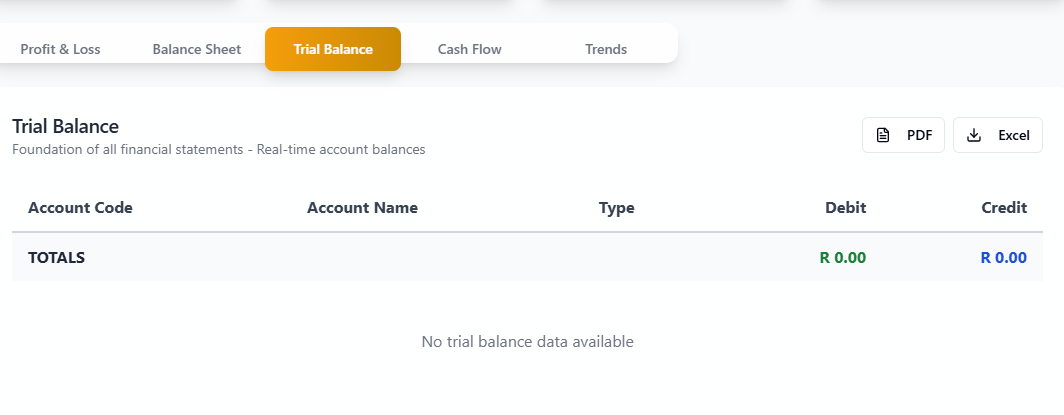 Profit & Loss Balance Sheet Trial Balance Cash Flow Trends
Trial Balance
Foundation of all financial statements - Real-time account balances
PDF Excel
Account Code Account Name Type Debit Credit
TOTALS R 0.00 R 0.00
No trial balance data available